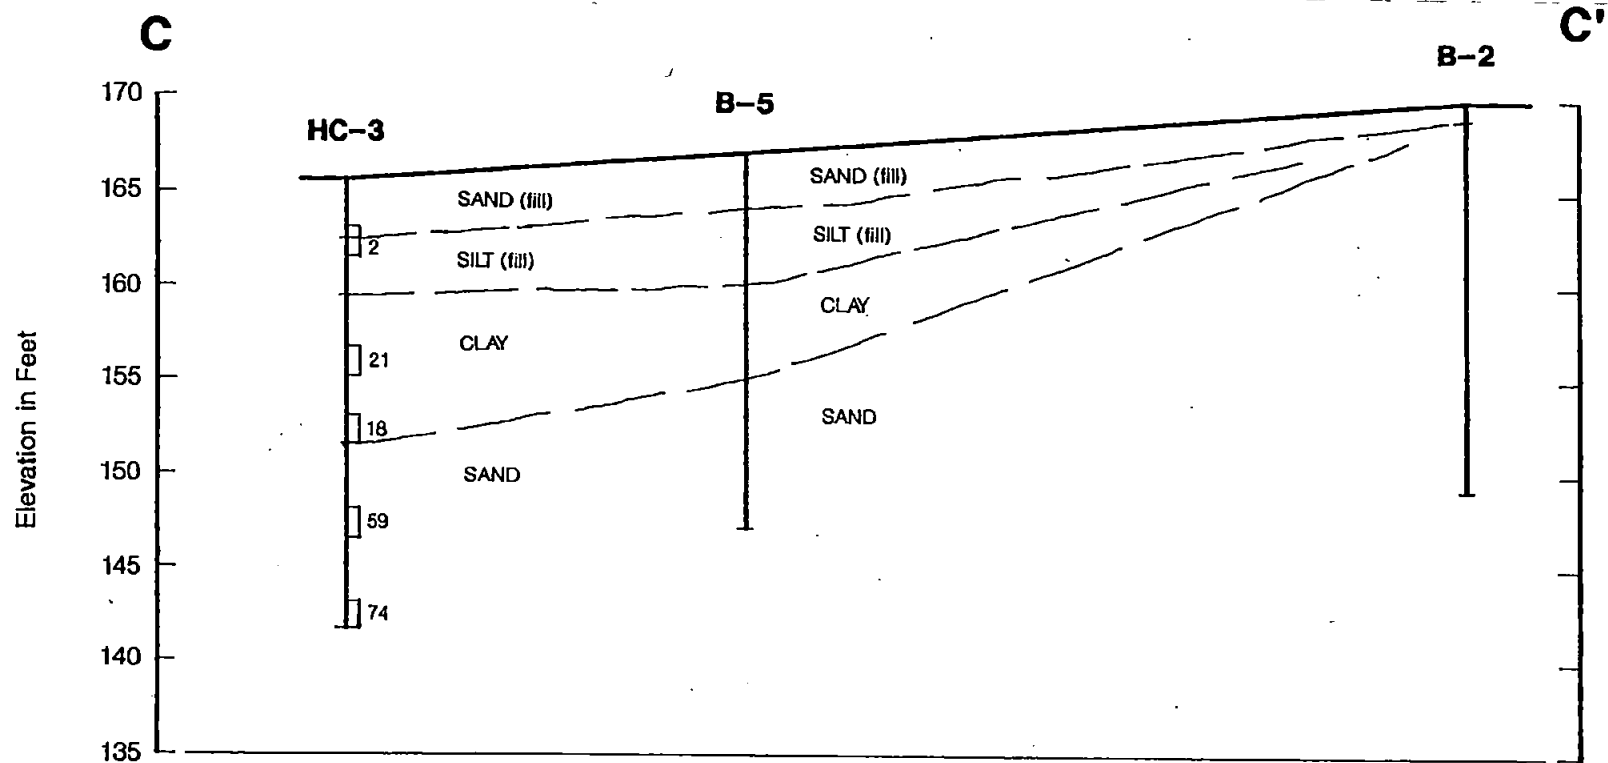 C
C'
B-2
B-5
HC-3
170
165
160
155
150
145
140
135
Elevation in Feet
SAND (fill)
SAND (fill)
2
SILT (fill)
SILT (fill)
CLAY
CLAY
21
18
SAND
SAND
59
74